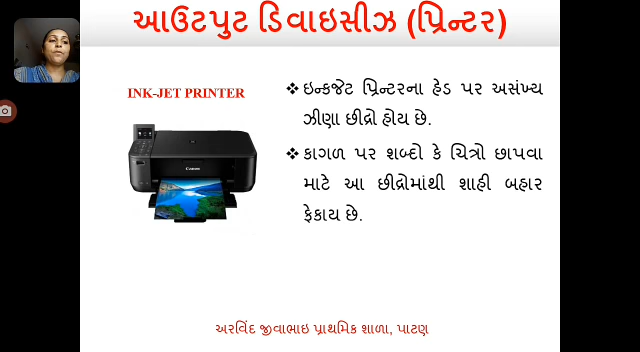 આઉટપુટ ડિવાઇસીઝ (પ્રિન્ટર)
INK-JET PRINTER
❖ ઇન્કજેટ પ્રિન્ટરના હેડ પર અસંખ્ય
ઝીણા છીદ્રો હોય છે.
❖ કાગળ પર શબ્દો કે ચિત્રો છાપવા
માટે આ છીદ્રોમાંથી શાહી બહાર
ફેકાય છે.
Canon
અરવિંદ જીવાભાઇ પ્રાથમિક શાળા, પાટણ